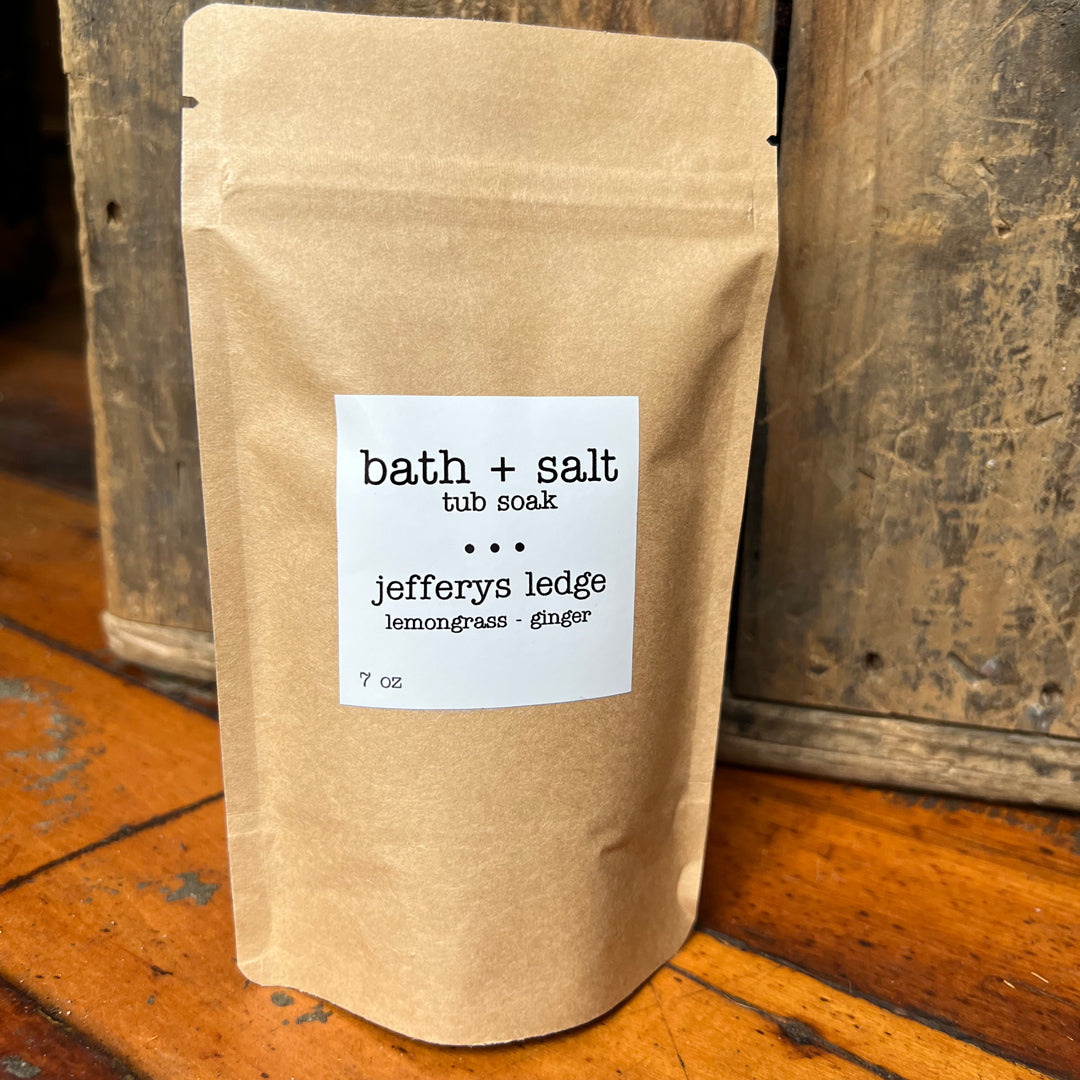 bath + salt
tub soak
• • •
jefferys ledge
lemongrass - ginger
7 oz